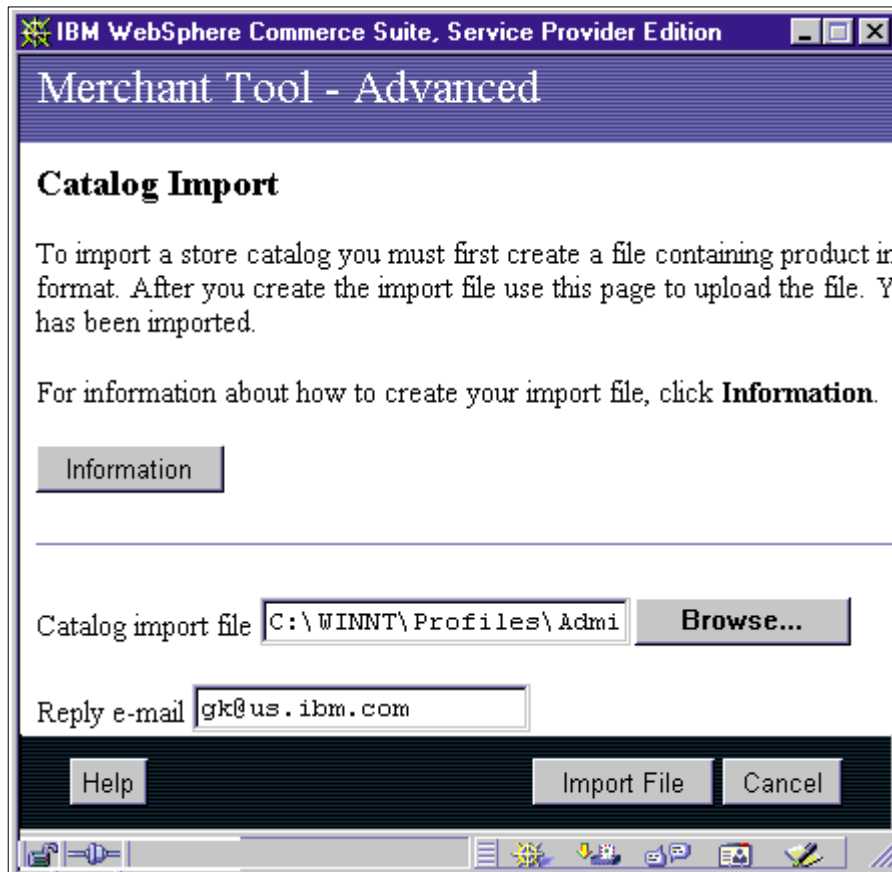 IBM WebSphere Commerce Suite, Service Provider Edition
Merchant Tool - Advanced
Catalog Import
To import a store catalog you must first create a file containing product in
format. After you create the import file use this page to upload the file. Y
has been imported.
For information about how to create your import file, click Information.
Information
Catalog import file C:\WINNT\Profiles\Admi Browse...
Reply e-mail gk@us.ibm.com
Help Import File Cancel